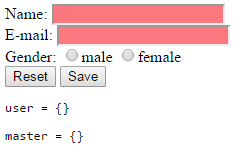 Name:
E-mail:
Gender: male female
Reset Save
user = {}
master = {}